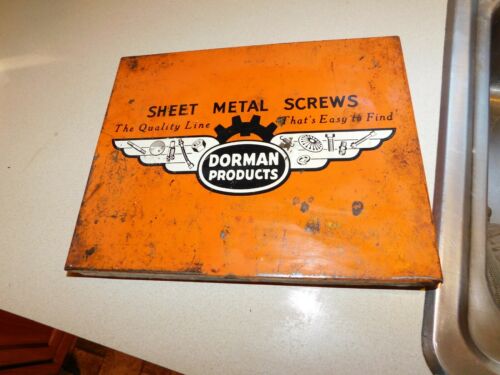 SHEET METAL SCREWS
The Quality Line That's Easy to Find
DORMAN
PRODUCTS